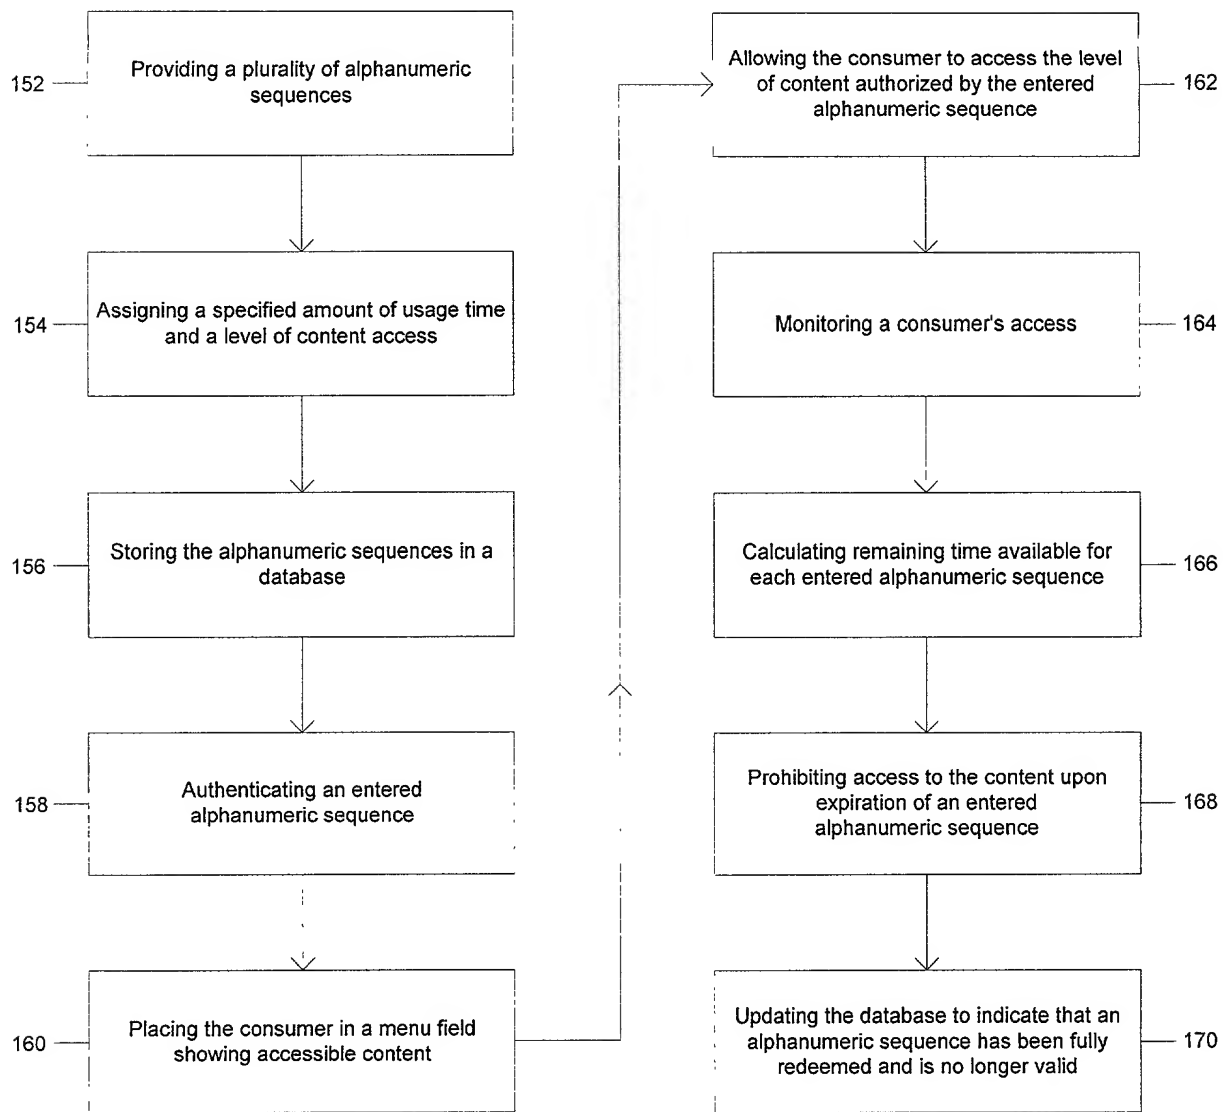 152
Providing a plurality of alphanumeric
sequences
154
Assigning a specified amount of usage time
and a level of content access
156
Storing the alphanumeric sequences in a
database
158
Authenticating an entered
alphanumeric sequence
160
Placing the consumer in a menu field
showing accessible content
Allowing the consumer to access the level
of content authorized by the entered
alphanumeric sequence
162
Monitoring a consumer's access
164
Calculating remaining time available for
each entered alphanumeric sequence
166
Prohibiting access to the content upon
expiration of an entered
alphanumeric sequence
168
Updating the database to indicate that an
alphanumeric sequence has been fully
redeemed and is no longer valid
170